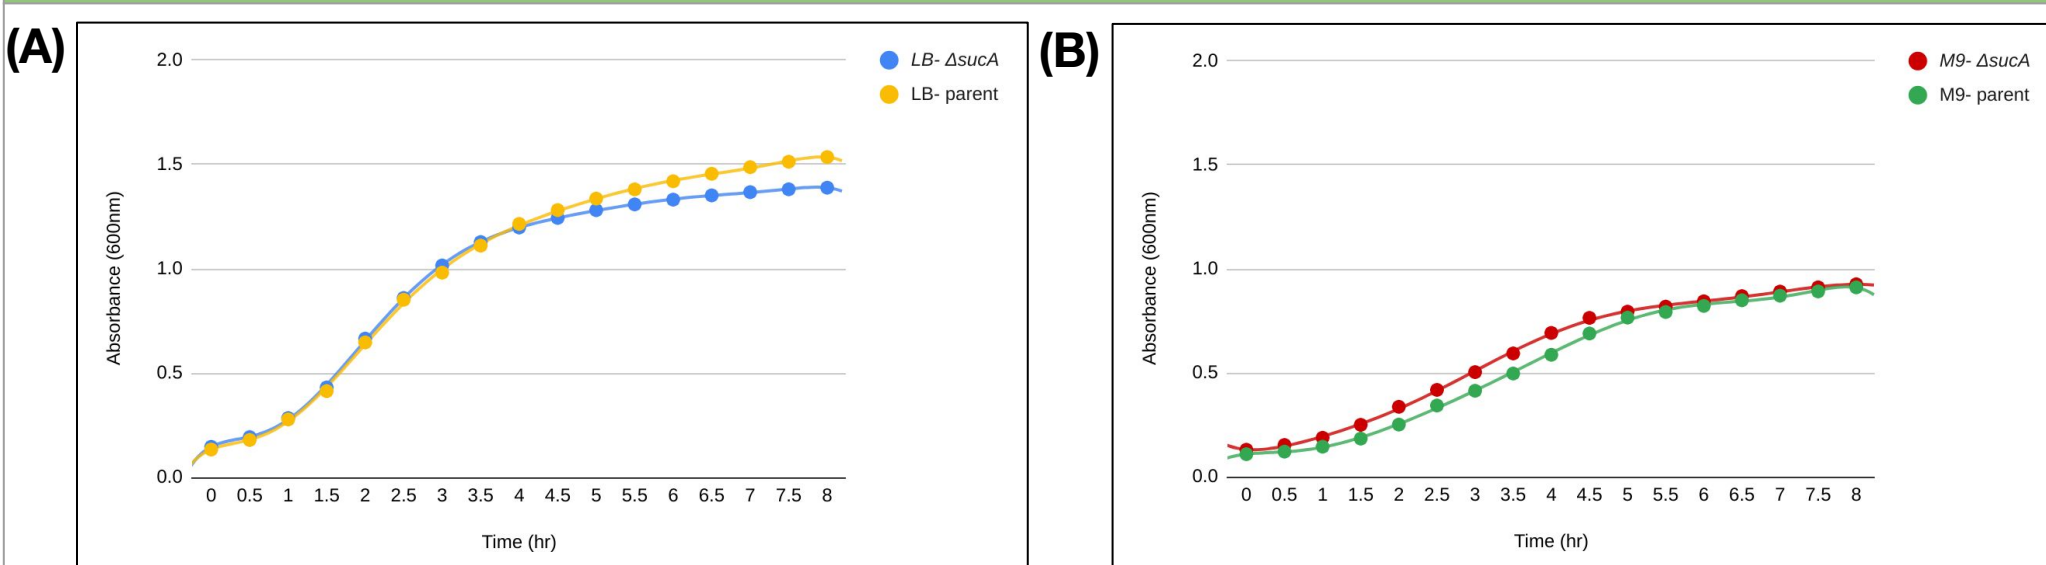 (A)
2.0
1.5
1.0
0.5
0.0
Absorbance (600nm)
0 0.5 1 1.5 2 2.5 3 3.5 4 4.5 5 5.5 6 6.5 7 7.5 8
Time (hr)
LB- ΔsucA
LB- parent
(B)
2.0
1.5
1.0
0.5
0.0
Absorbance (600nm)
0 0.5 1 1.5 2 2.5 3 3.5 4 4.5 5 5.5 6 6.5 7 7.5 8
Time (hr)
M9- ΔsucA
M9- parent